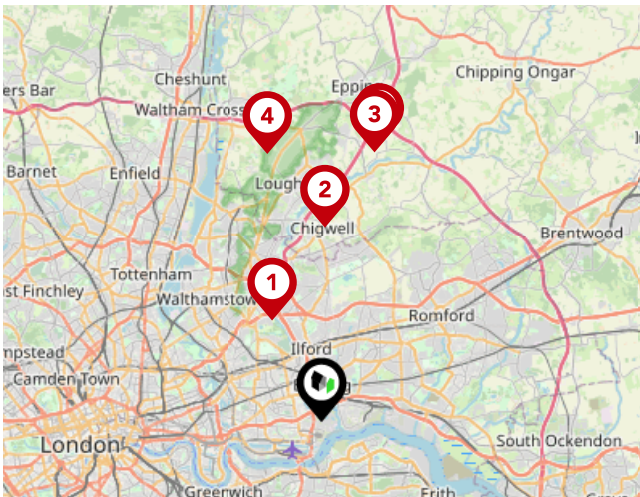 Cheshunt
Chipping Ongar
Eppin
ers Bar
Waltham Cross
4
3
Barnet
Enfield
Lough
2
Chigwell
Brentwood
Tottenham
1
st Finchley
Walthamstow
Romford
Ilford
mpstead
Camden Town
g
London
South Ockendon
Greenwich
Erith